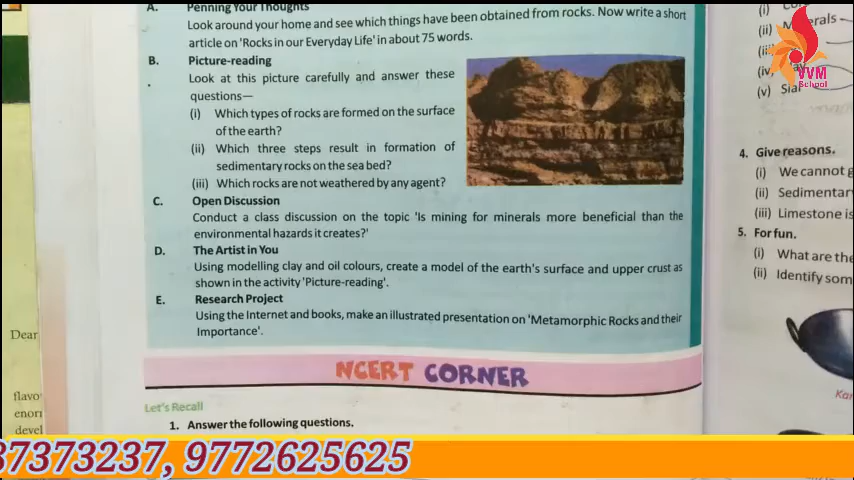 A. Penning Your Thoughts
Look around your home and see which things have been obtained from rocks. Now write a short
article on 'Rocks in our Everyday Life' in about 75 words.
B. Picture-reading
Look at this picture carefully and answer these
questions—
(i) Which types of rocks are formed on the surface
of the earth?
(ii) Which three steps result in formation of
sedimentary rocks on the sea bed?
(iii) Which rocks are not weathered by any agent?
C. Open Discussion
Conduct a class discussion on the topic 'Is mining for minerals more beneficial than the
environmental hazards it creates?'
D. The Artist in You
Using modelling clay and oil colours, create a model of the earth's surface and upper crust as
shown in the activity 'Picture-reading'.
E. Research Project
Using the Internet and books, make an illustrated presentation on 'Metamorphic Rocks and their
Importance'.
NCERT CORNER
Let's Recall
1. Answer the following questions.
Dear
flavo
enorr
devel
(i)
(ii)
(iv)
(v) Sial
VVM
School
4. Give reasons.
(i) We cannot g
(ii) Sedimentar
(iii) Limestone is
5. For fun.
(i) What are the
(ii) Identify som
Kar
37373237, 9772625625